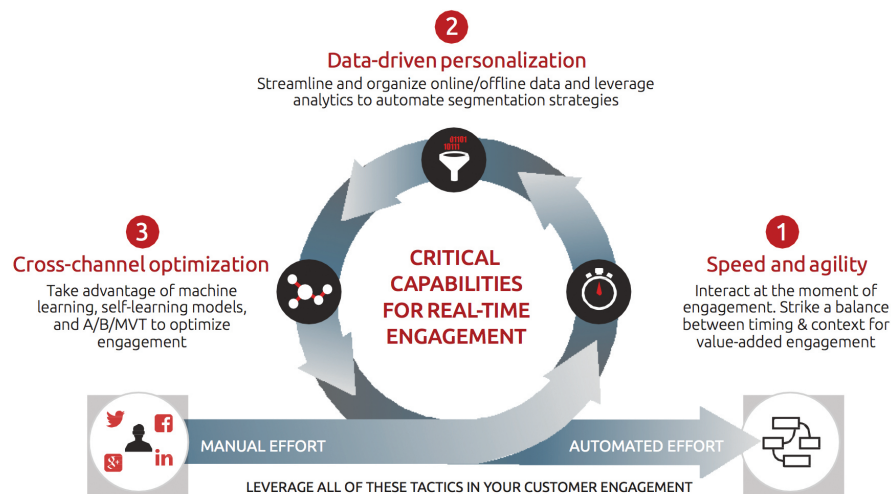 2
Data-driven personalization
Streamline and organize online/offline data and leverage
analytics to automate segmentation strategies
01101
10111
3
Cross-channel optimization
Take advantage of machine
learning, self-learning models,
and A/B/MVT to optimize
engagement
CRITICAL
CAPABILITIES
FOR REAL-TIME
ENGAGEMENT
1
Speed and agility
Interact at the moment of
engagement. Strike a balance
between timing & context for
value-added engagement
f
g+
in
MANUAL EFFORT
AUTOMATED EFFORT
LEVERAGE ALL OF THESE TACTICS IN YOUR CUSTOMER ENGAGEMENT